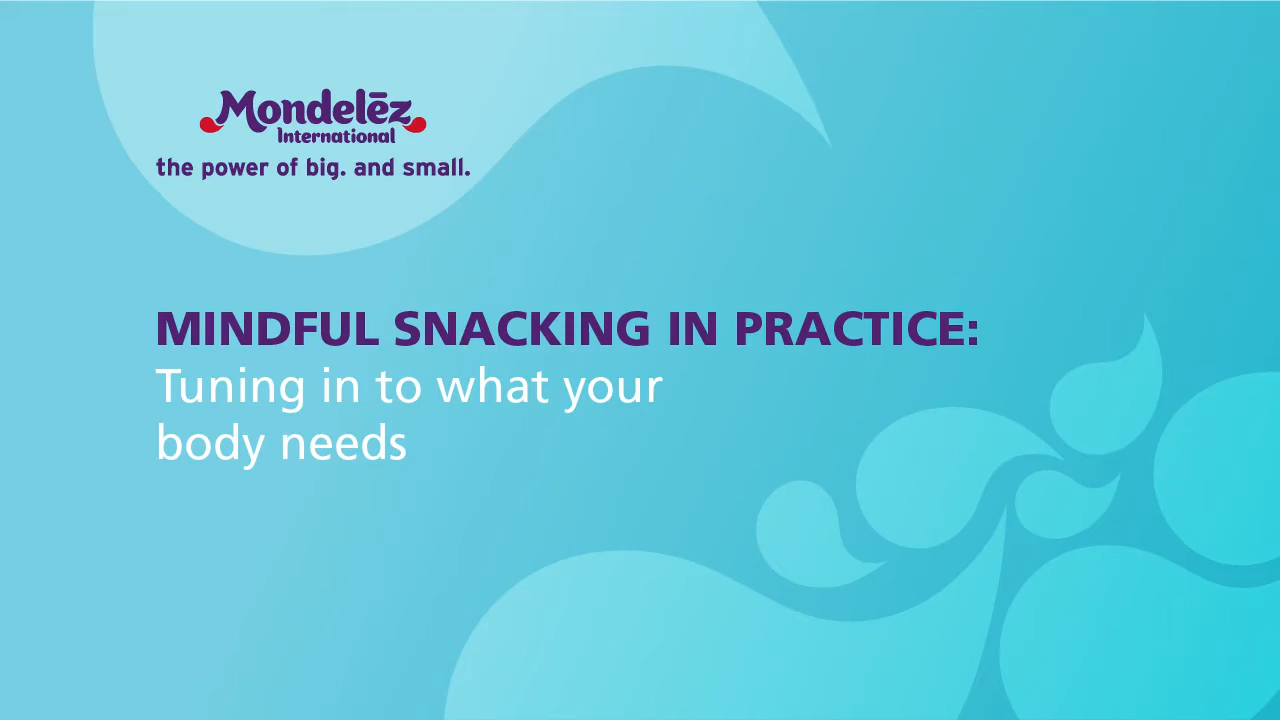 Mondelēz
International
the power of big. and small.
MINDFUL SNACKING IN PRACTICE:
Tuning in to what your
body needs